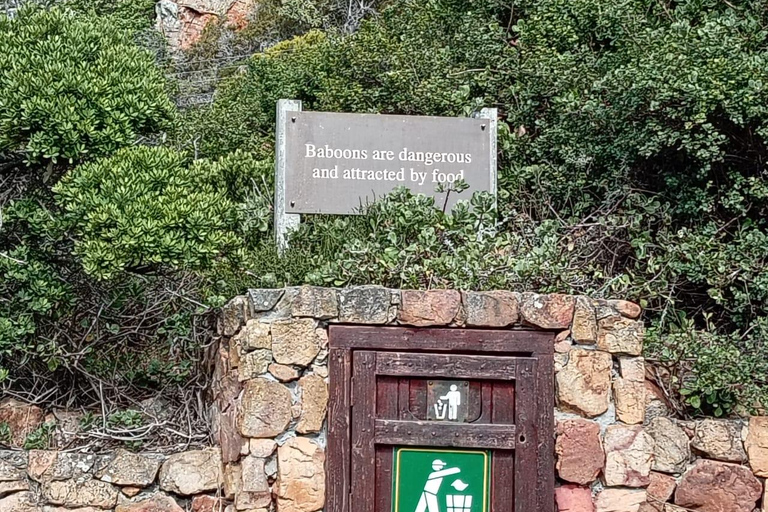 Baboons are dangerous
and attracted by food